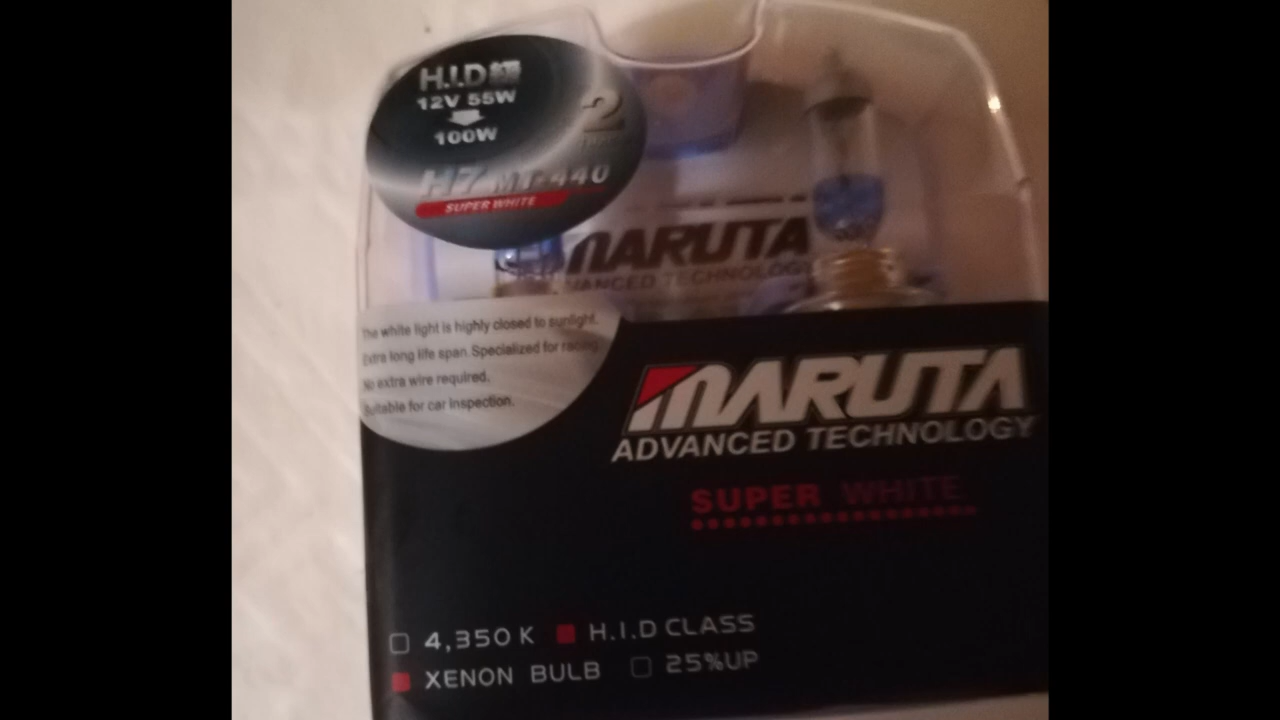 H.I.D級
12V 55W
100W
2
H7 MT-440
SUPER WHITE
MARUTA
ADVANCED TECHNOLOGY
The white light is highly closed to sunlight.
Extra long life span. Specialized for racing.
No extra wire required.
Suitable for car inspection.
MARUTA
ADVANCED TECHNOLOGY
SUPER WHITE
4,350 K H.I.D CLASS
XENON BULB 25%UP